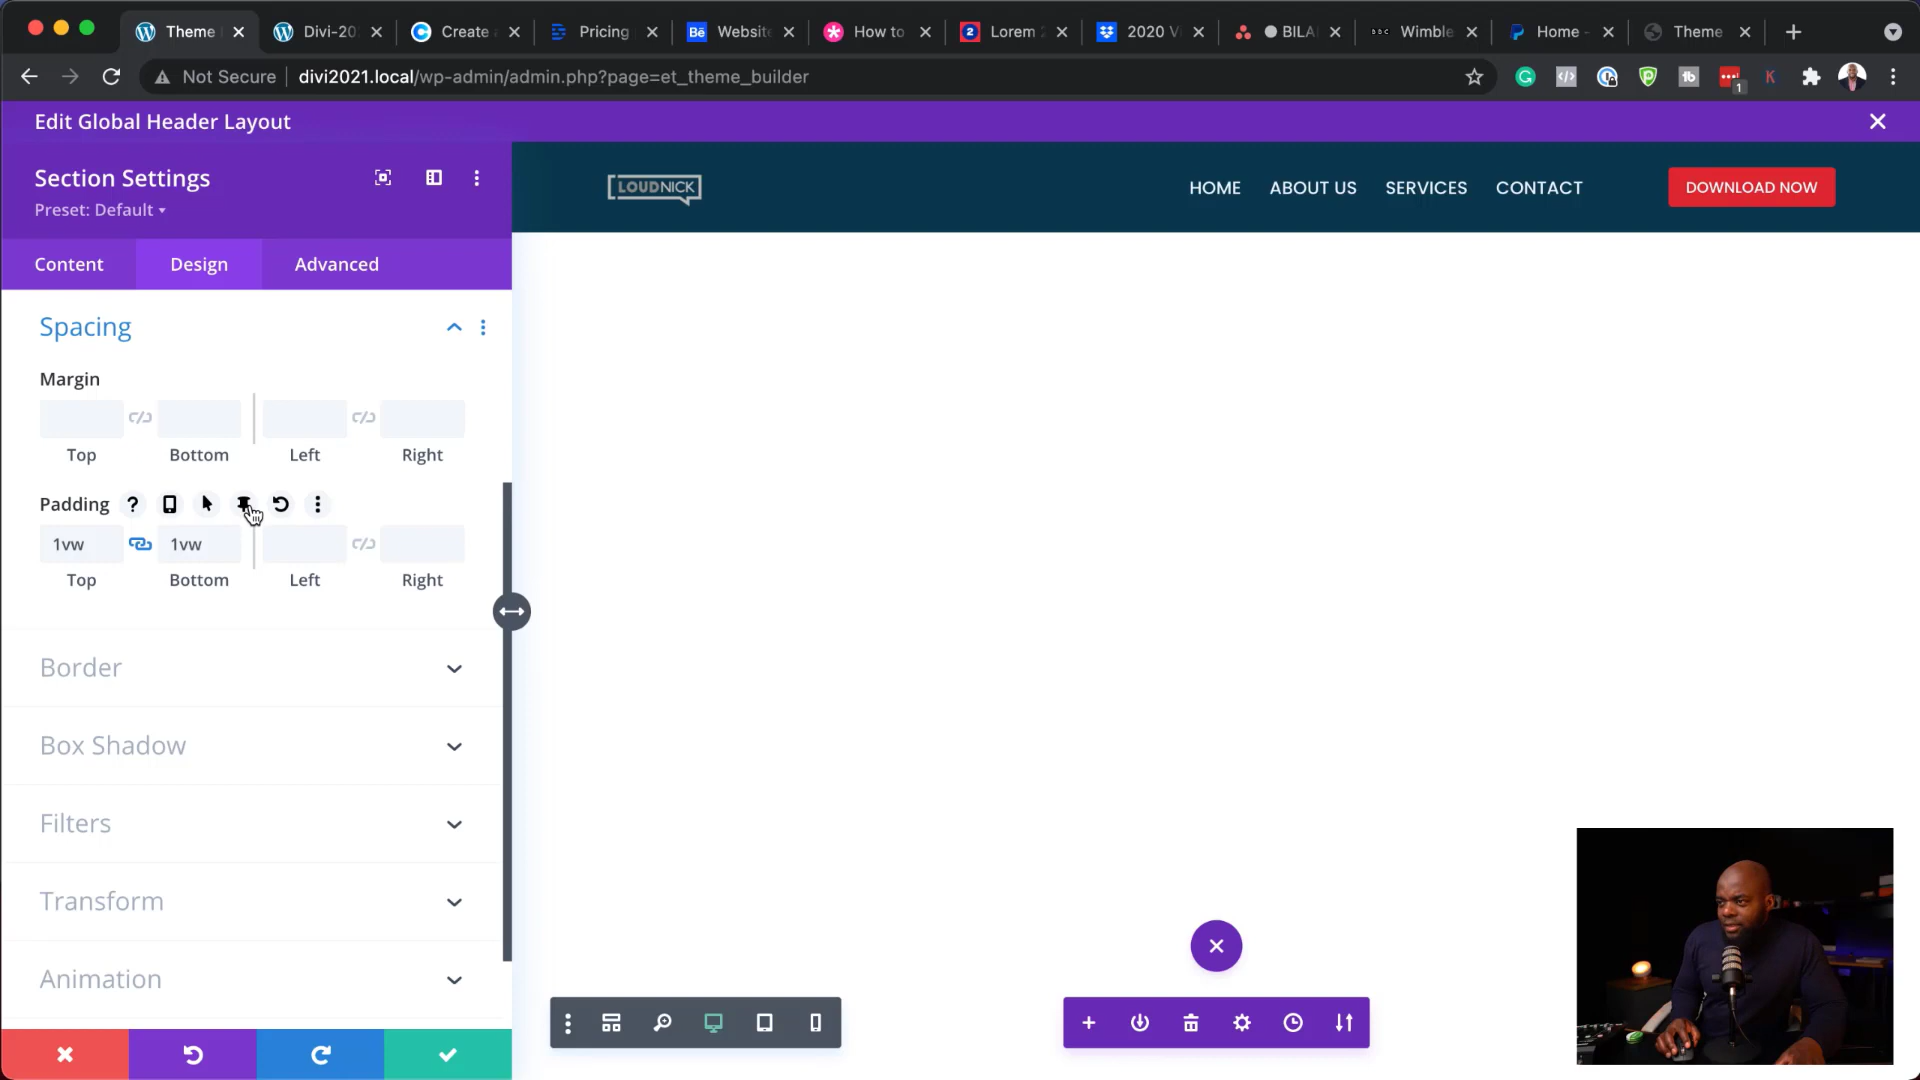 Theme
Divi-20
Create a
Pricing
Bē Website
How to
2 Lorem
2020 V
BILA
Wimble
Home -
Theme
Not Secure divi2021.local/wp-admin/admin.php?page=et_theme_builder
1
Edit Global Header Layout
Section Settings
Preset: Default
Content Design Advanced
LOUDNICK
HOME ABOUT US SERVICES CONTACT DOWNLOAD NOW
Spacing
Margin
Top Bottom Left Right
Padding ?
1vw 1vw
Top Bottom Left Right
Border
Box Shadow
Filters
Transform
Animation